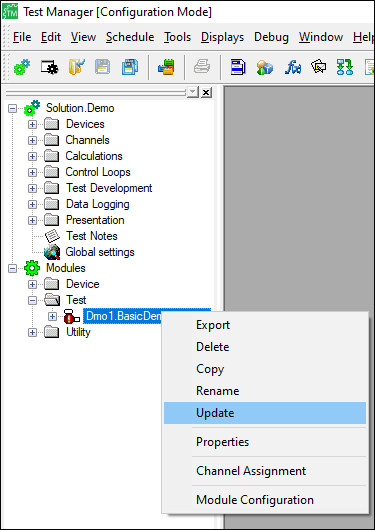 Test Manager [Configuration Mode]
File Edit View Schedule Tools Displays Debug Window Help
Solution.Demo
Devices
Channels
Calculations
Control Loops
Test Development
Data Logging
Presentation
Test Notes
Global settings
Modules
Device
Test
Dmo1.BasicDem
Utility
Export
Delete
Copy
Rename
Update
Properties
Channel Assignment
Module Configuration